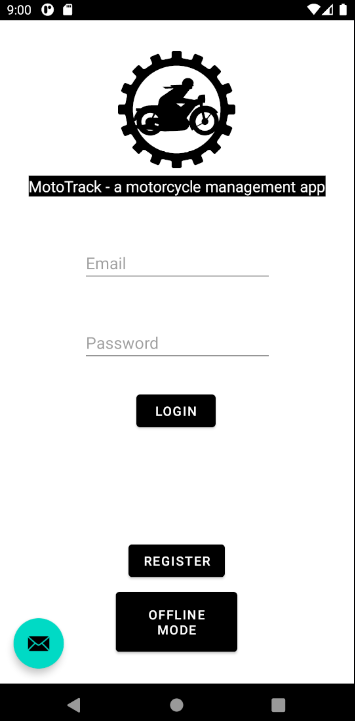 9:00
MotoTrack - a motorcycle management app
Email
Password
LOGIN
REGISTER
OFFLINE
MODE